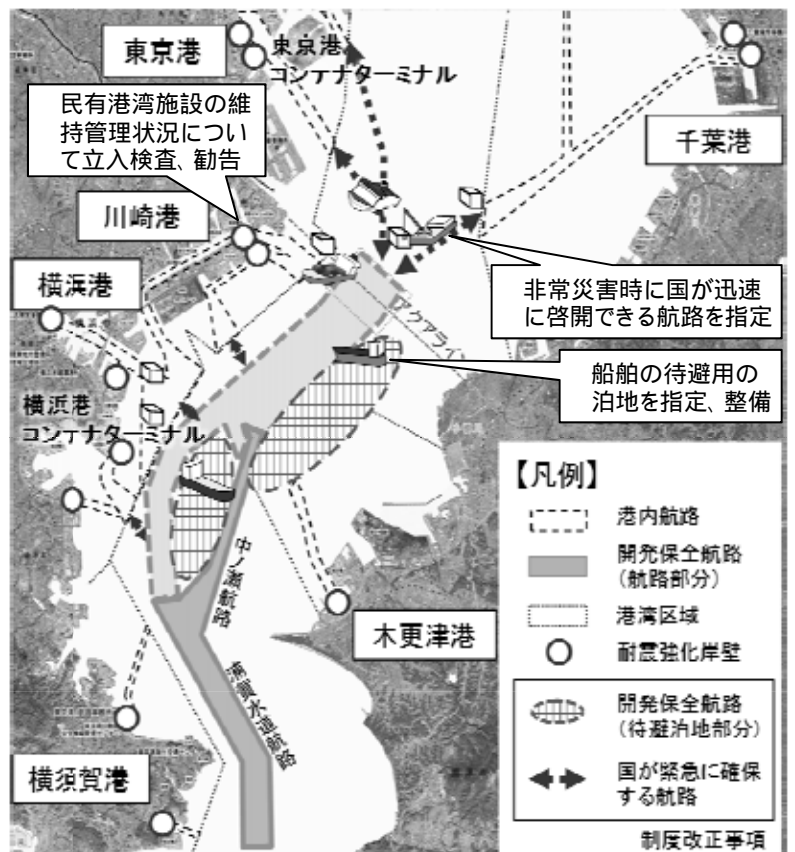 東京港
東京港
コンテナターミナル
民有港湾施設の維
持管理状況につい
て立入検査、勧告
千葉港
川崎港
横浜港
非常災害時に国が迅速
に啓開できる航路を指定
アクアライン
船舶の待避用の
泊地を指定、整備
横浜港
コンテナターミナル
中ノ瀬航路
木更津港
浦賀水道航路
横須賀港
【凡例】
港内航路
開発保全航路
(航路部分)
港湾区域
耐震強化岸壁
開発保全航路
(待避泊地部分)
国が緊急に確保
する航路
制度改正事項